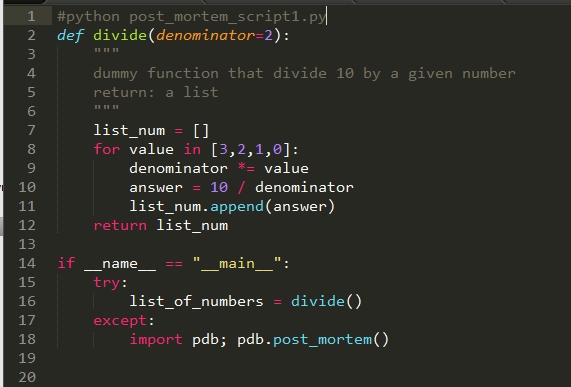 1 #python post_mortem_script1.py
2 def divide(denominator=2):
3     """
4     dummy function that divide 10 by a given number
5     return: a list
6     """
7     list_num = []
8     for value in [3,2,1,0]:
9         denominator *= value
10         answer = 10 / denominator
11         list_num.append(answer)
12     return list_num
13
14 if __name__ == "__main__":
15     try:
16         list_of_numbers = divide()
17     except:
18         import pdb; pdb.post_mortem()
19
20